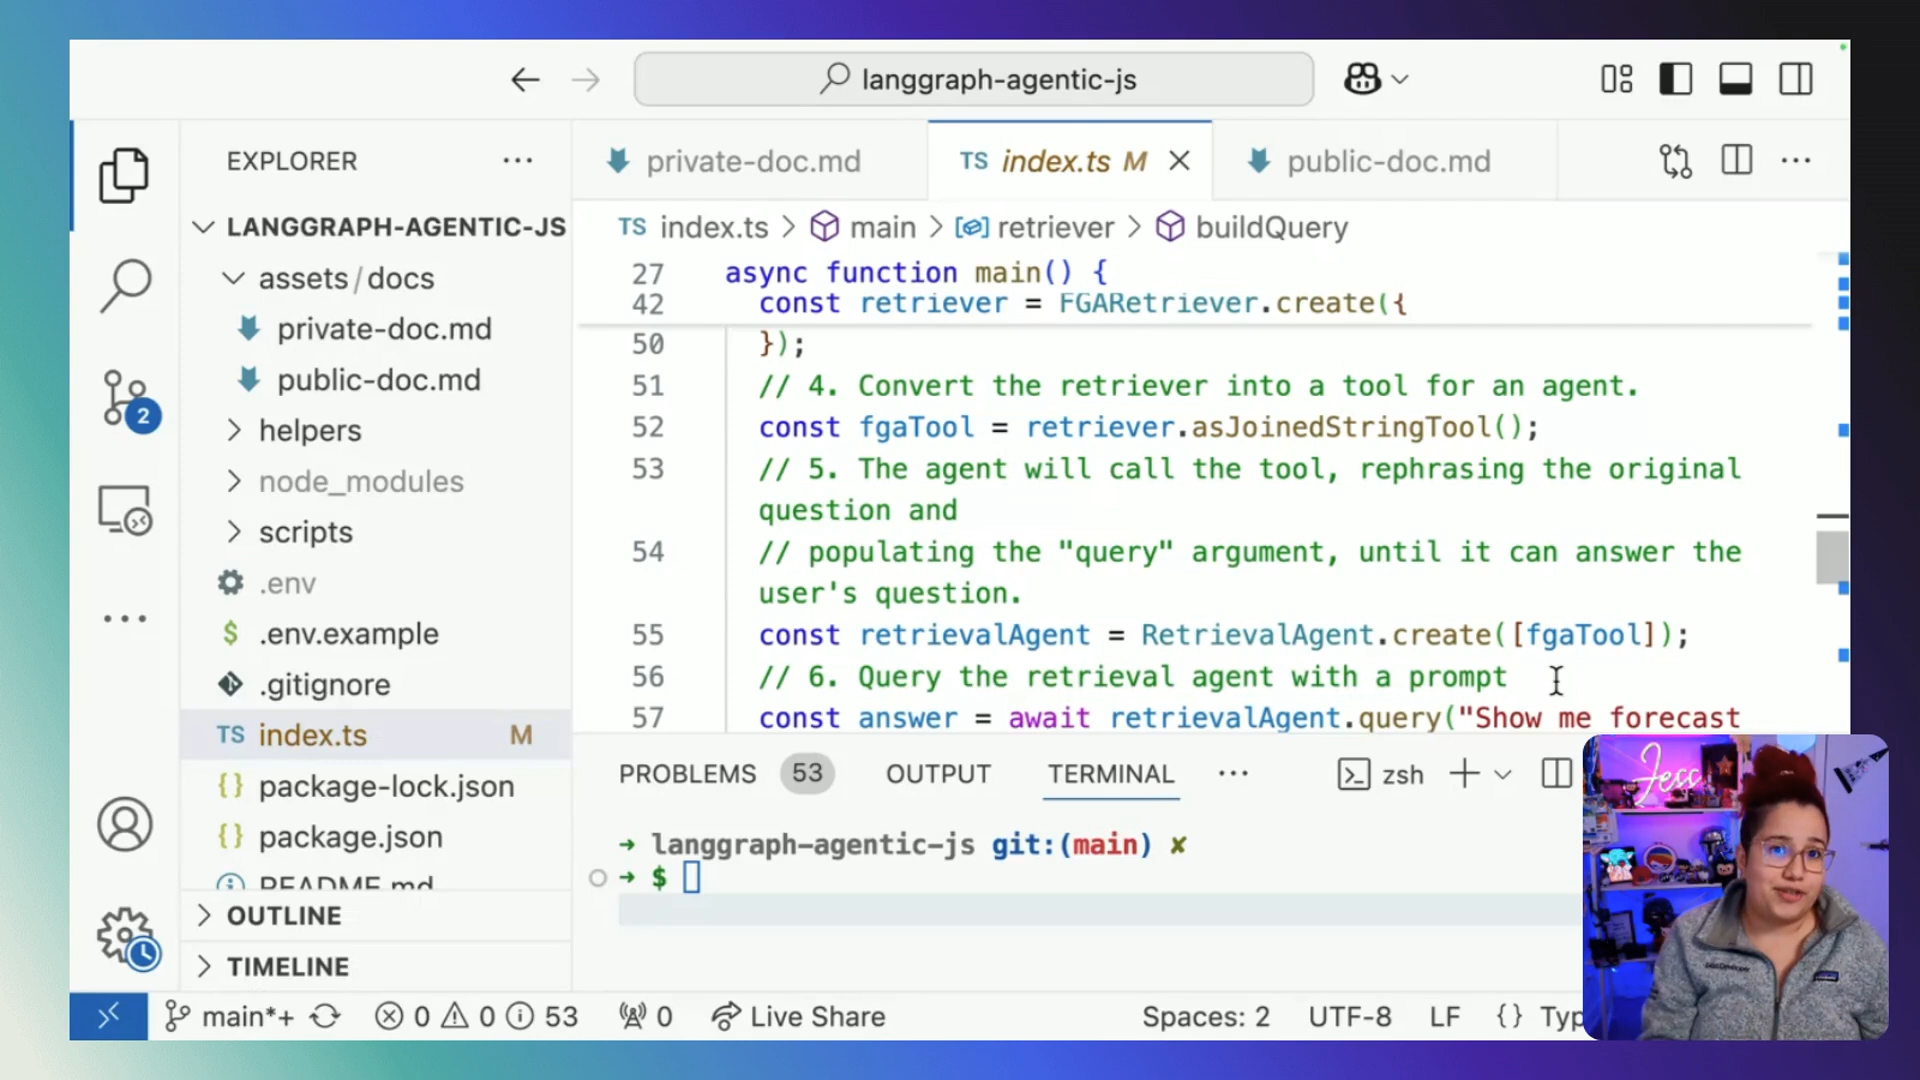 langgraph-agentic-js
EXPLORER
private-doc.md
TS index.ts M
public-doc.md
LANGGRAPH-AGENTIC-JS
TS index.ts > main > retriever > buildQuery
assets/docs
private-doc.md
public-doc.md
helpers
node_modules
scripts
.env
$ .env.example
.gitignore
TS index.ts M
{} package-lock.json
{} package.json
README.md
OUTLINE
TIMELINE
2
27 async function main() {
42 const retriever = FGARetriever.create({
50 });
51 // 4. Convert the retriever into a tool for an agent.
52 const fgaTool = retriever.asJoinedStringTool();
53 // 5. The agent will call the tool, rephrasing the original
question and
54 // populating the "query" argument, until it can answer the
user's question.
55 const retrievalAgent = RetrievalAgent.create([fgaTool]);
56 // 6. Query the retrieval agent with a prompt
57 const answer = await retrievalAgent.query("Show me forecast
PROBLEMS 53 OUTPUT TERMINAL zsh
→ langgraph-agentic-js git:(main) ✘
→ $
Jess
main*+ 0 0 53 0 Live Share Spaces: 2 UTF-8 LF {} Typ